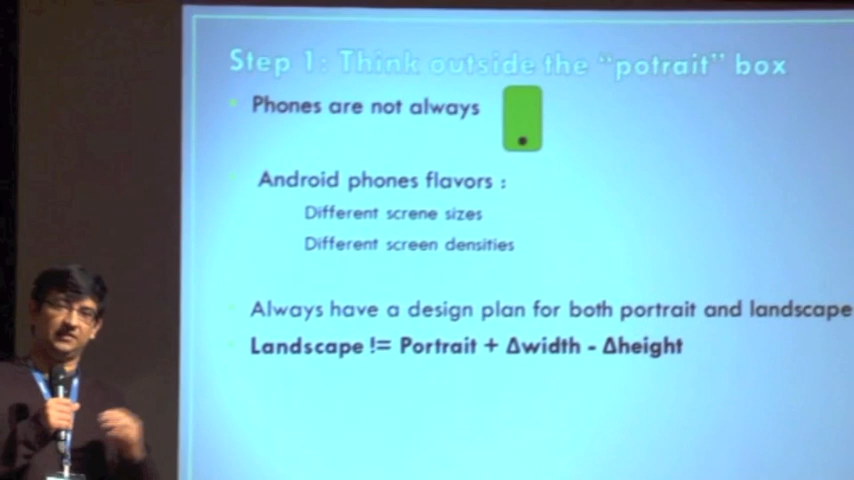 Step 1: Think outside the “potrait” box
Phones are not always
Android phones flavors :
Different screne sizes
Different screen densities
Always have a design plan for both portrait and landscape
Landscape != Portrait + Δwidth - Δheight